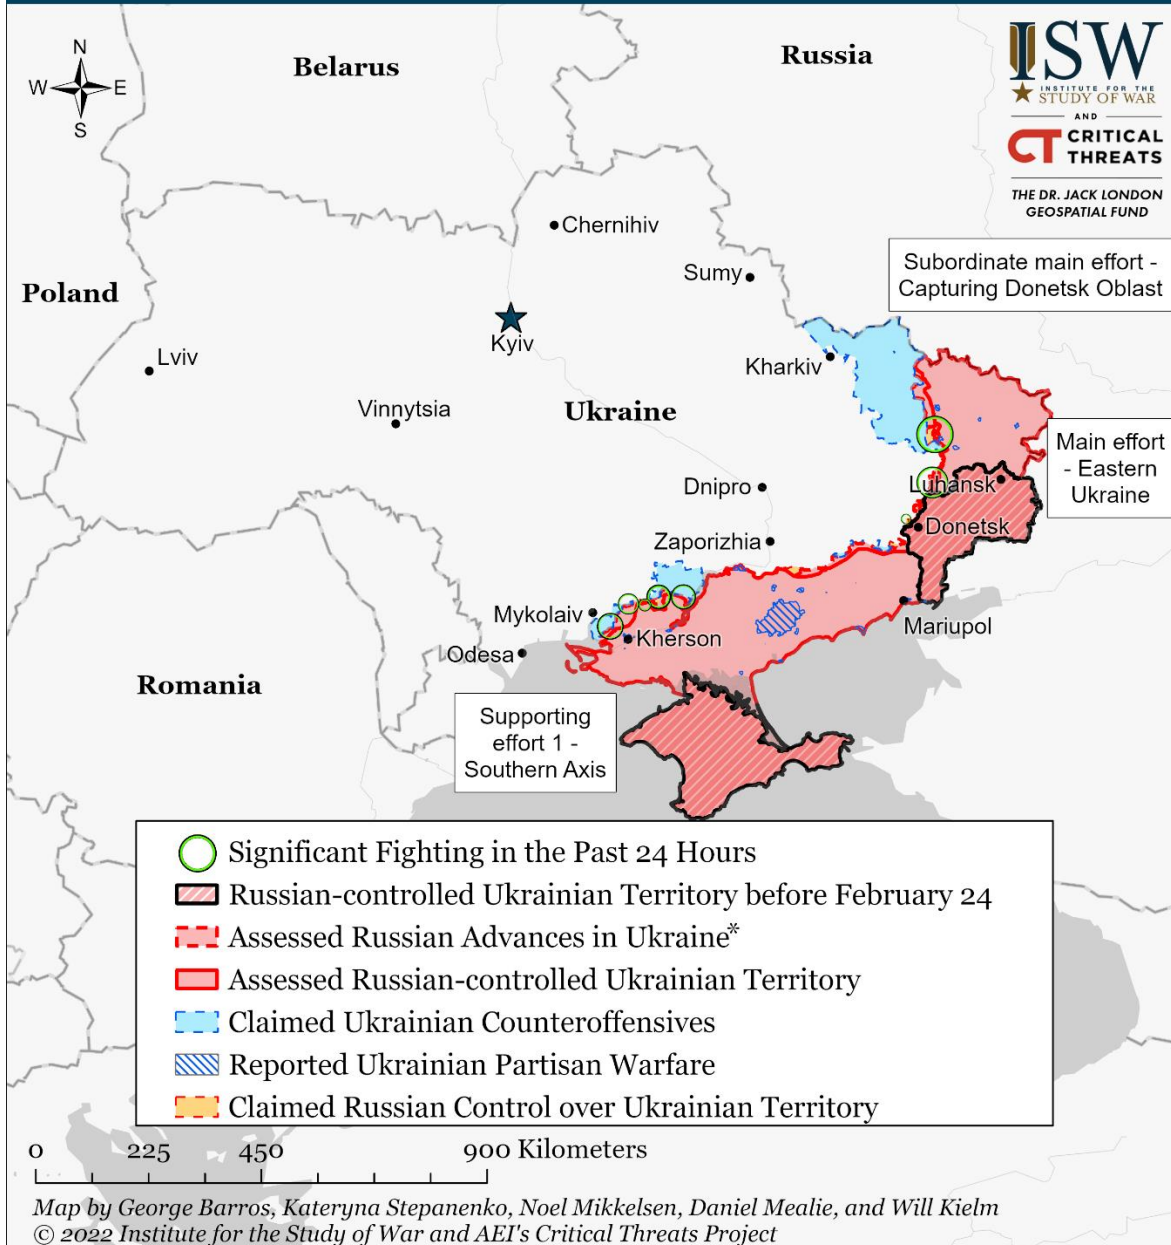 N
W
E
S
Belarus
Russia
ISW
INSTITUTE FOR THE
STUDY OF WAR
AND
CT CRITICAL
THREATS
THE DR. JACK LONDON
GEOSPATIAL FUND
Chernihiv
Sumy
Subordinate main effort -
Capturing Donetsk Oblast
Poland
Kyiv
Lviv
Kharkiv
Vinnytsia
Ukraine
Main effort
- Eastern
Ukraine
Dnipro
Luhansk
Donetsk
Zaporizhia
Mykolaiv
Mariupol
Kherson
Odesa
Romania
Supporting
effort 1 -
Southern Axis
Significant Fighting in the Past 24 Hours
Russian-controlled Ukrainian Territory before February 24
Assessed Russian Advances in Ukraine*
Assessed Russian-controlled Ukrainian Territory
Claimed Ukrainian Counteroffensives
Reported Ukrainian Partisan Warfare
Claimed Russian Control over Ukrainian Territory
0 225 450 900 Kilometers
Map by George Barros, Kateryna Stepanenko, Noel Mikkelsen, Daniel Mealie, and Will Kielm
© 2022 Institute for the Study of War and AEI's Critical Threats Project